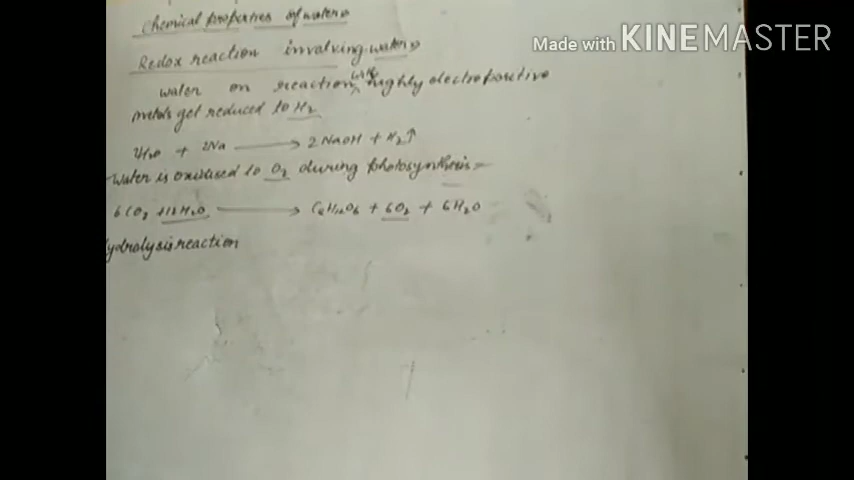 Chemical properties of water
Made with KINEMASTER
Redox reaction involving water
water on reaction with highly electropositive
metals get reduced to H2
2H2O + 2Na ⟶ 2NaOH + H2↑
Water is oxidised to O2 during photosynthesis
6CO2 + 12H2O ⟶ C6H12O6 + 6O2 + 6H2O
ydrolysis reaction